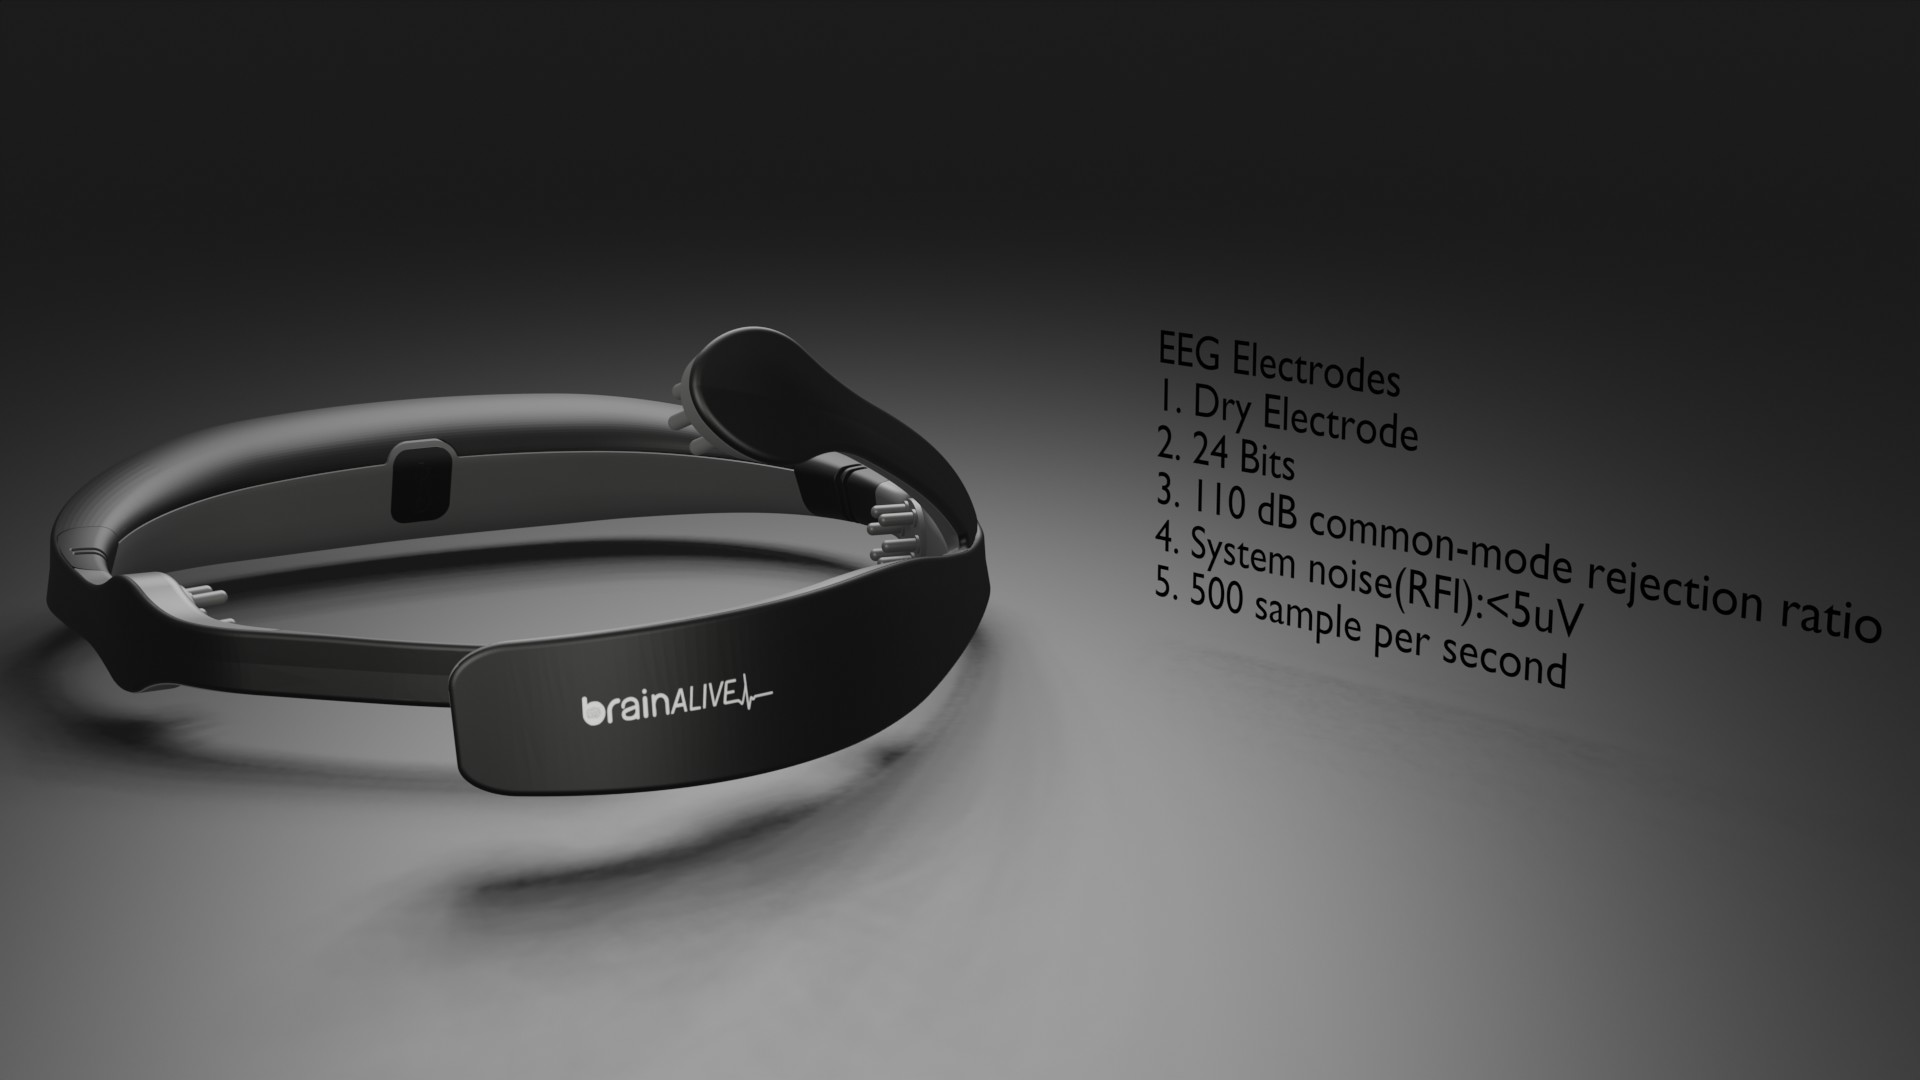 EEG Electrodes
1. Dry Electrode
2. 24 Bits
3. 110 dB common-mode rejection ratio
4. System noise(RFI):<5uV
5. 500 sample per second
brainALIVE